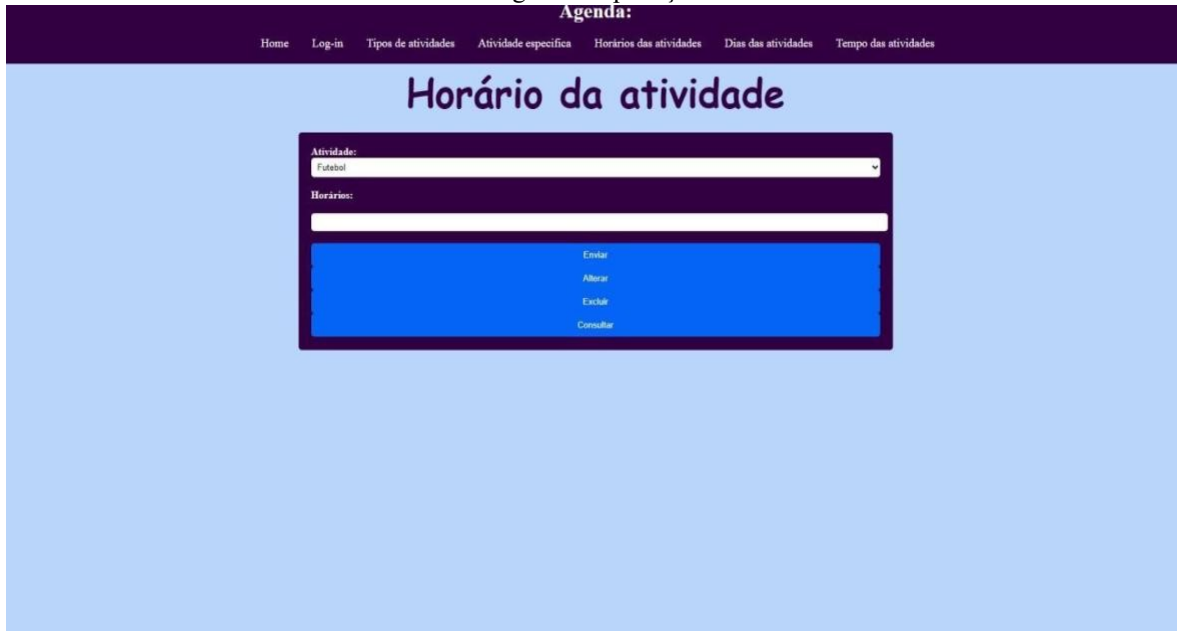 Agenda:
Home Log-in Tipos de atividades Atividade especifica Horários das atividades Dias das atividades Tempo das atividades
Horário da atividade
Atividade:
Futebol
Horários:
Enviar
Alterar
Excluir
Consultar